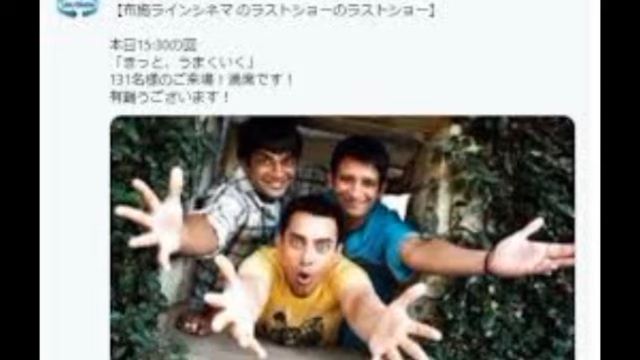 【布施ラインシネマ のラストショーのラストショー】
本日15:30の回
「きっと、うまくいく」
131名様のご来場!満席です!
有難うございます!